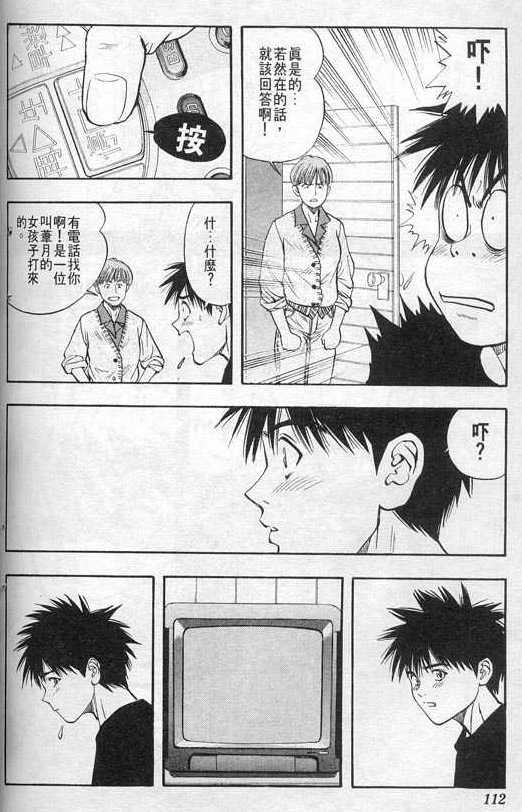 吓！
真是的…
若然在的話，
就該回答啊！
按
什…什麼？
有電話找你
啊！是一位
叫葦月的
女孩子打來
的。
吓？
112